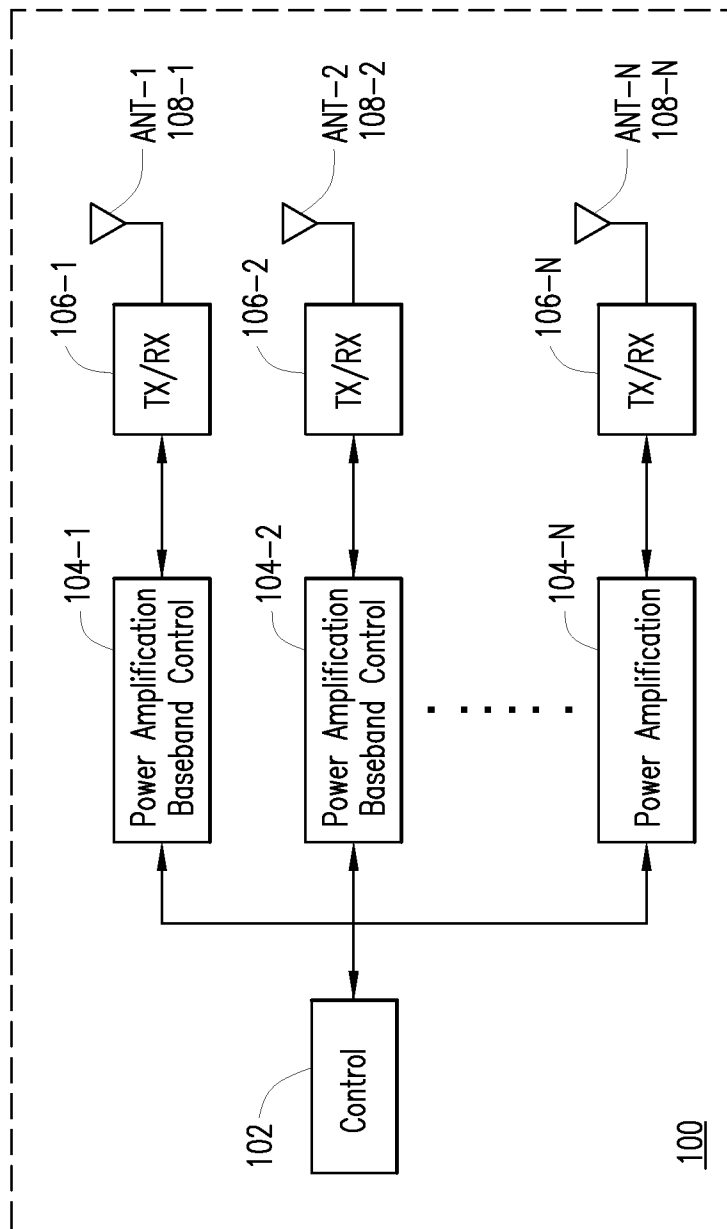 104-1
106-1
ANT-1
108-1
Power Amplification
Baseband Control
TX/RX
104-2
106-2
ANT-2
108-2
102
Control
Power Amplification
Baseband Control
TX/RX
104-N
106-N
ANT-N
108-N
Power Amplification
TX/RX
100